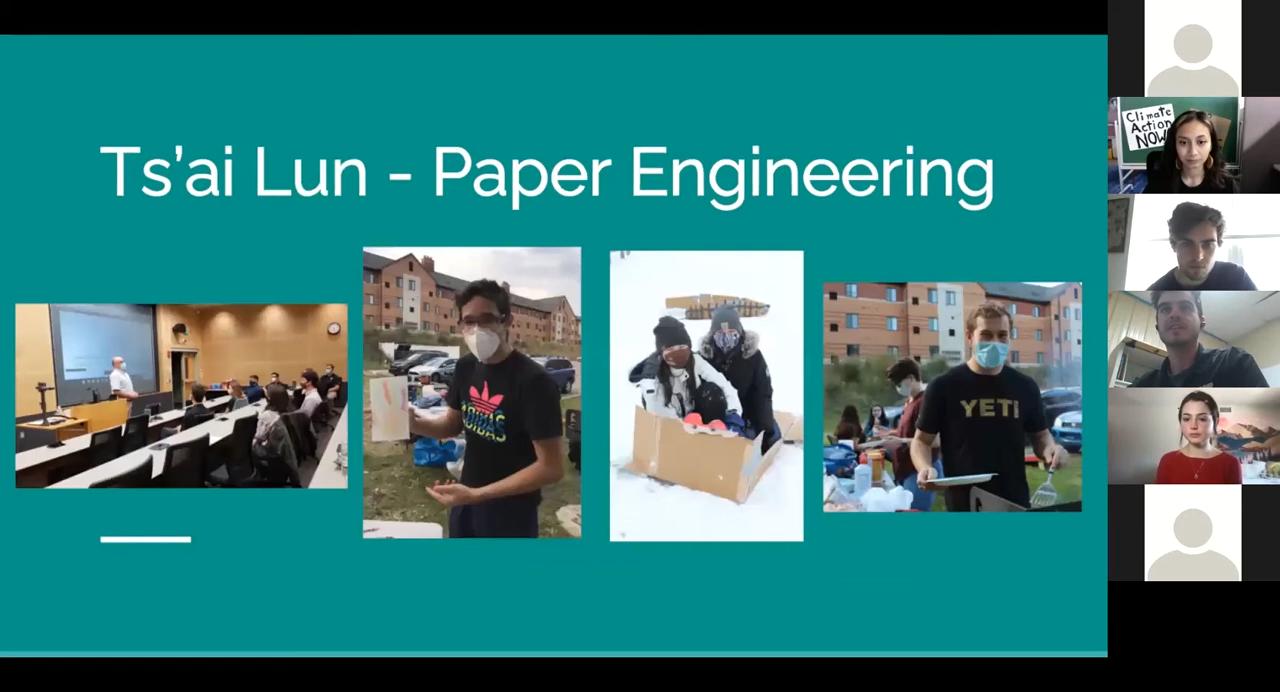 Ts'ai Lun - Paper Engineering
Climate
Action
NOW
adidas
YETI